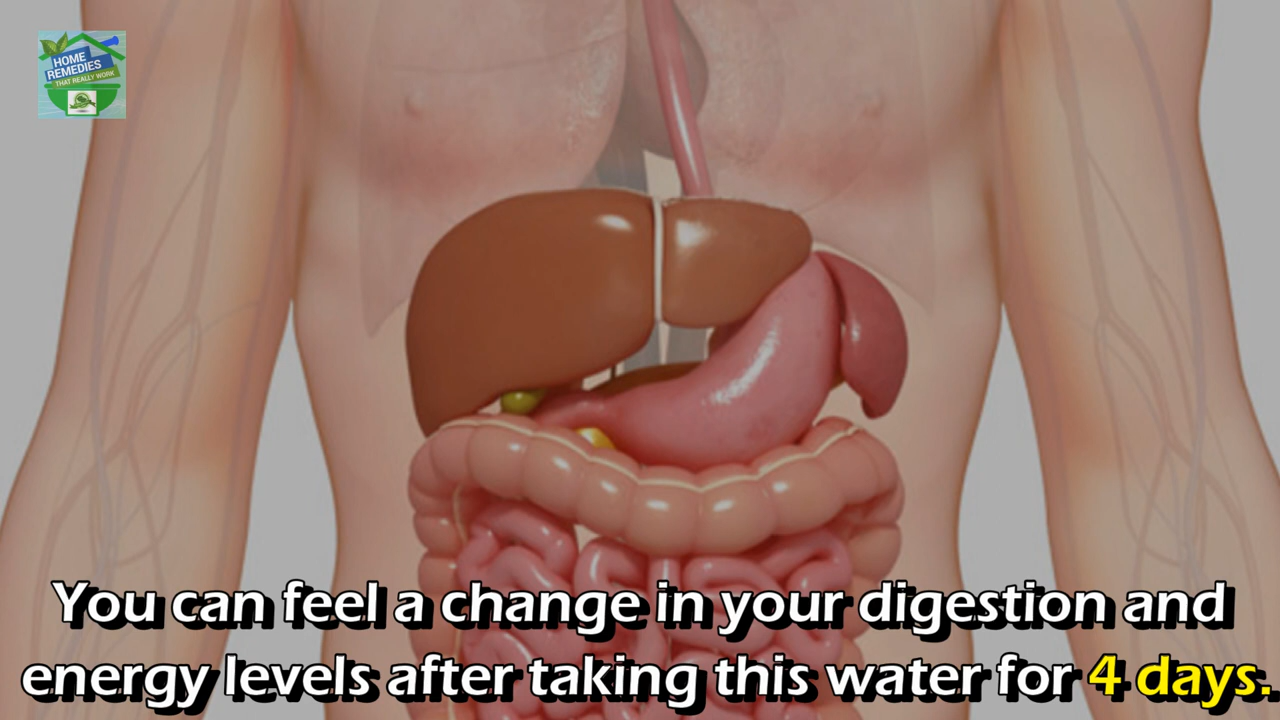 HOME
REMEDIES
THAT REALLY WORK
You can feel a change in your digestion and
energy levels after taking this water for 4 days.